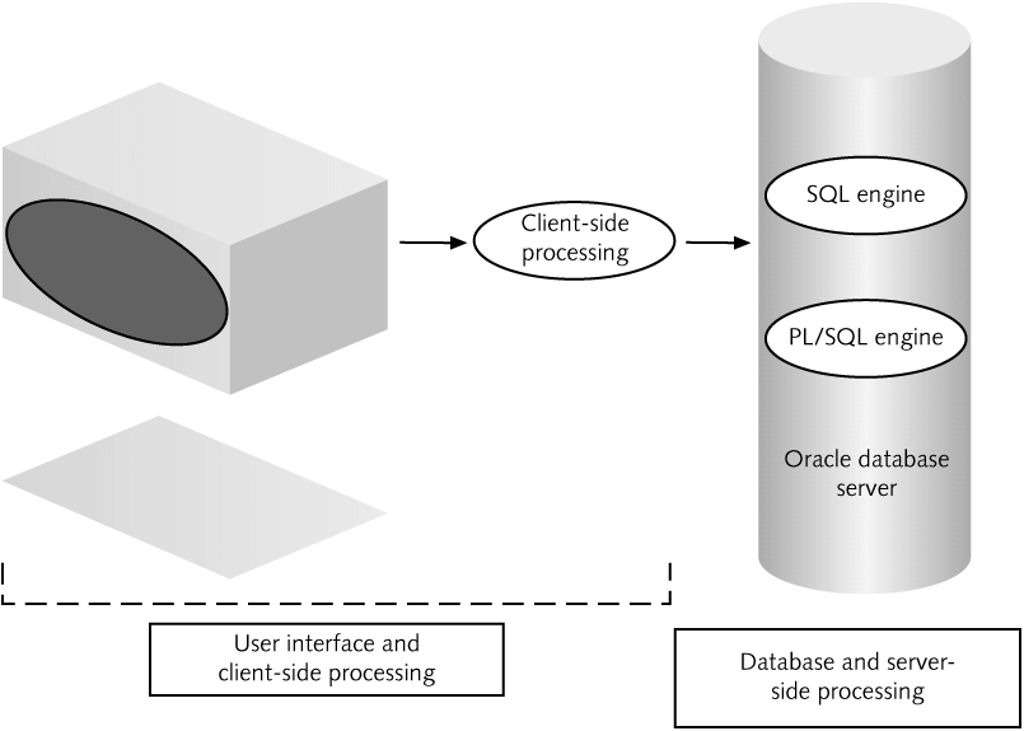 Client-side
processing
SQL engine
PL/SQL engine
Oracle database
server
User interface and
client-side processing
Database and server-
side processing